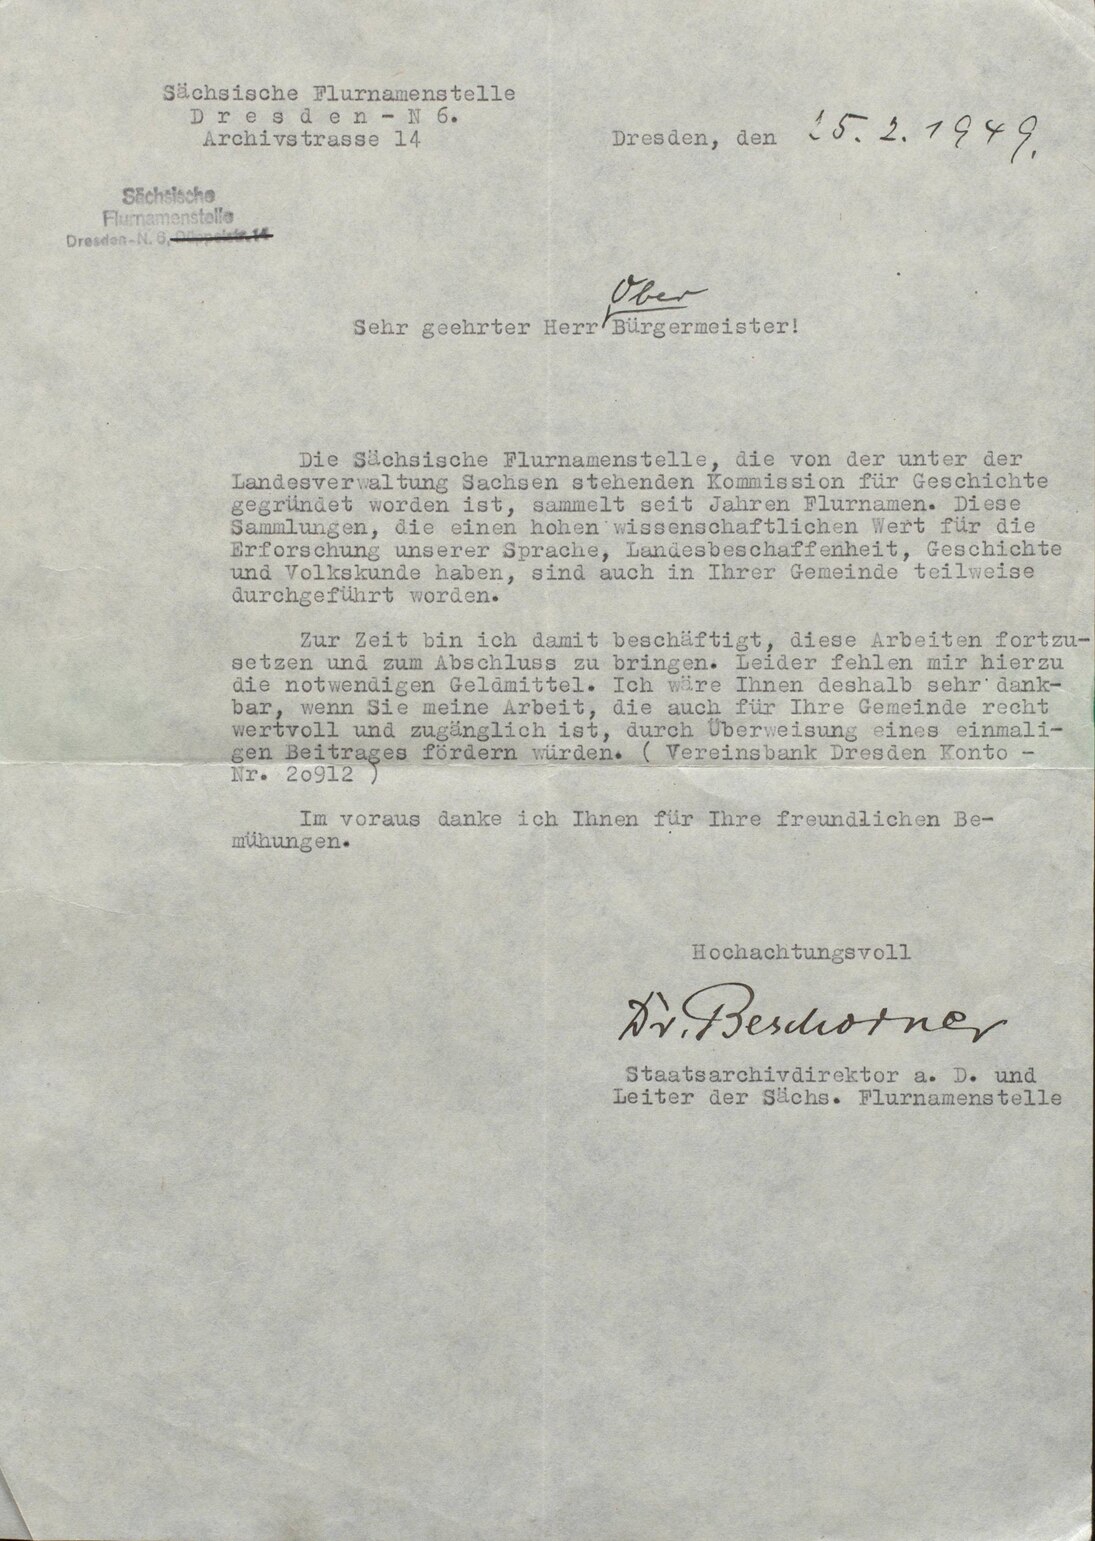 Sächsische Flurnamenstelle
D r e s d e n - N 6.
Archivstrasse 14
Dresden, den 25. 2. 1949.
Sächsische
Flurnamenstelle
Dresden-N. 6,
Ober
Sehr geehrter Herr Bürgermeister!
Die Sächsische Flurnamenstelle, die von der unter der
Landesverwaltung Sachsen stehenden Kommission für Geschichte
gegründet worden ist, sammelt seit Jahren Flurnamen. Diese
Sammlungen, die einen hohen wissenschaftlichen Wert für die
Erforschung unserer Sprache, Landesbeschaffenheit, Geschichte
und Volkskunde haben, sind auch in Ihrer Gemeinde teilweise
durchgeführt worden.
Zur Zeit bin ich damit beschäftigt, diese Arbeiten fortzu-
setzen und zum Abschluss zu bringen. Leider fehlen mir hierzu
die notwendigen Geldmittel. Ich wäre Ihnen deshalb sehr dank-
bar, wenn Sie meine Arbeit, die auch für Ihre Gemeinde recht
wertvoll und zugänglich ist, durch Überweisung eines einmali-
gen Beitrages fördern würden. ( Vereinsbank Dresden Konto -
Nr. 2o912 )
Im voraus danke ich Ihnen für Ihre freundlichen Be-
mühungen.
Hochachtungsvoll
Dr. Beschorner
Staatsarchivdirektor a. D. und
Leiter der Sächs. Flurnamenstelle